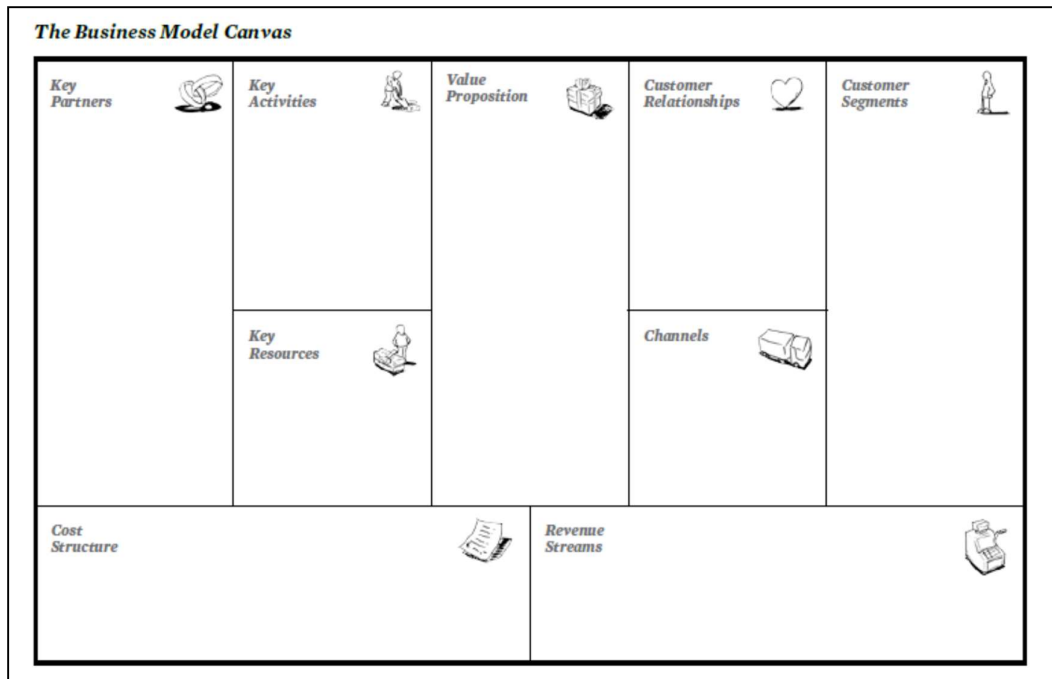 The Business Model Canvas
Key
Partners
Key
Activities
Value
Proposition
Customer
Relationships
Customer
Segments
Key
Resources
Channels
Cost
Structure
Revenue
Streams